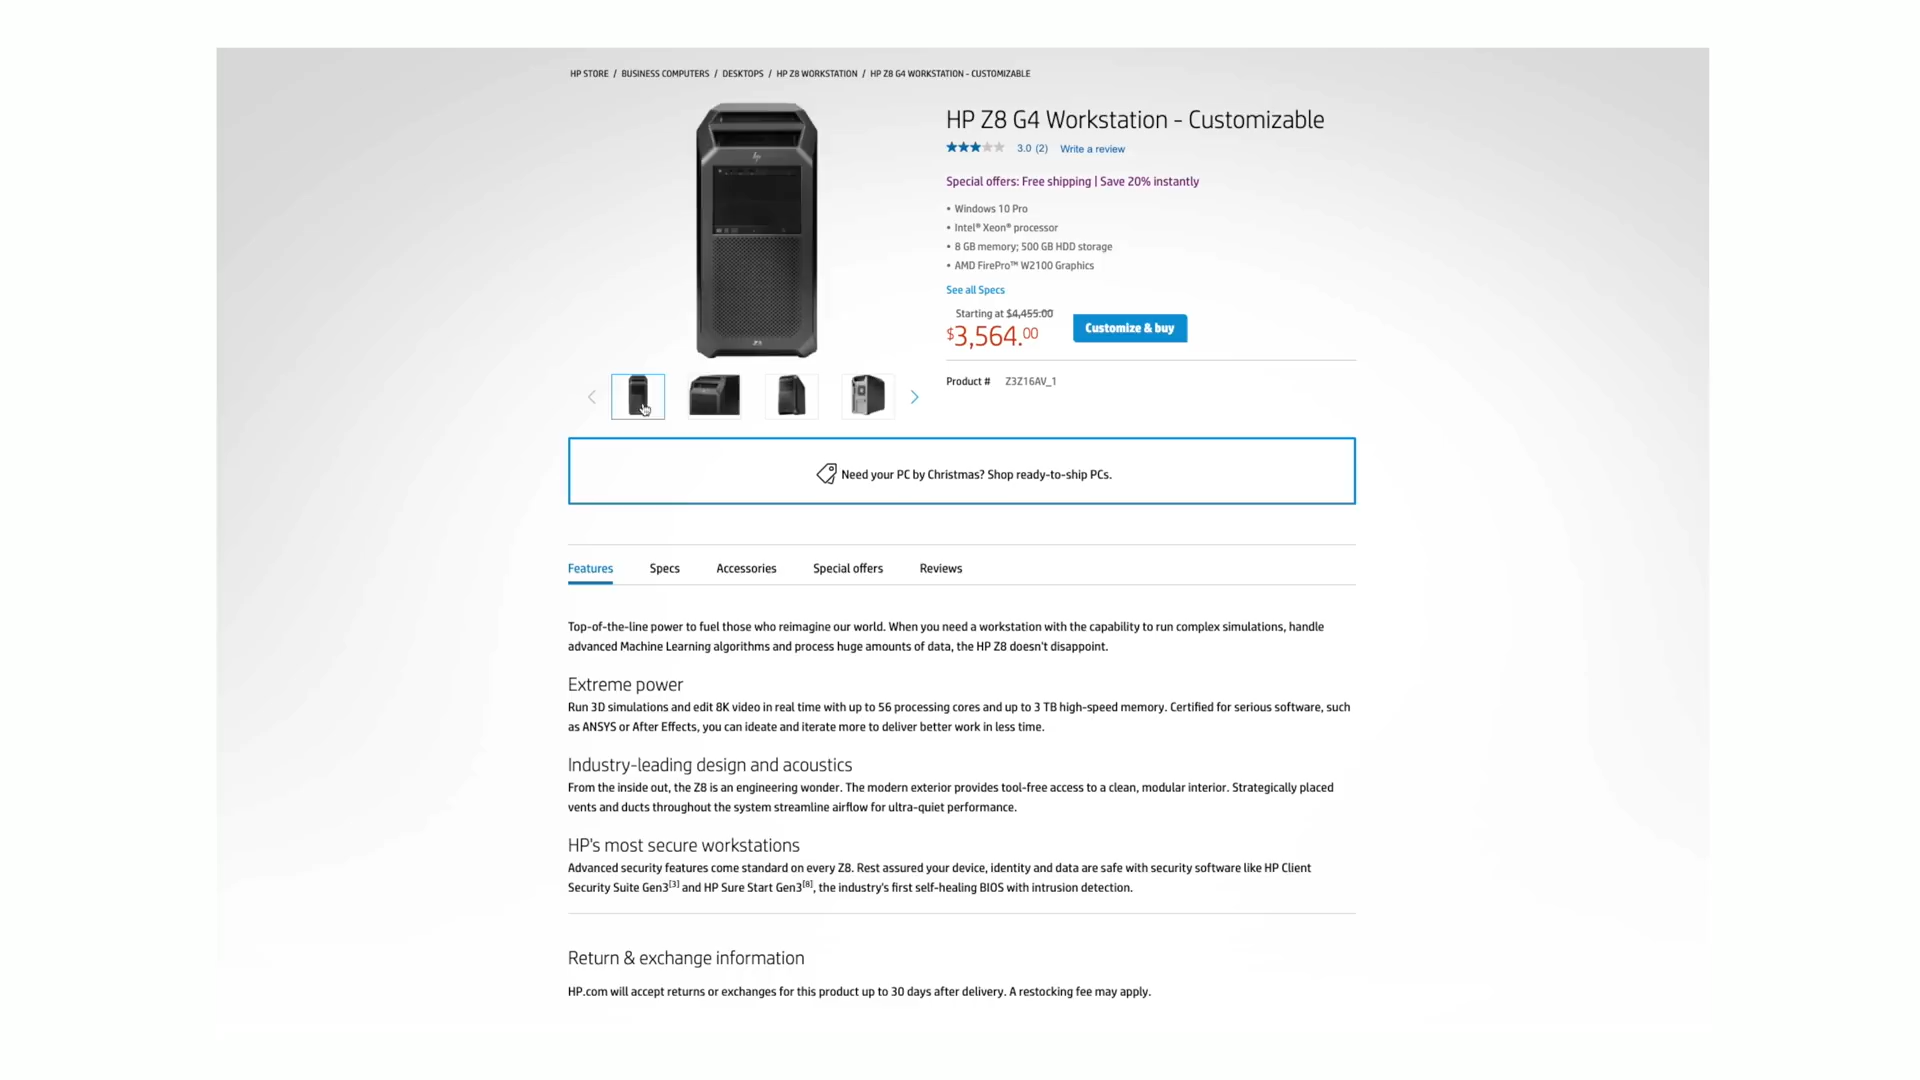 HP STORE / BUSINESS COMPUTERS / DESKTOPS / HP Z8 WORKSTATION / HP Z8 G4 WORKSTATION - CUSTOMIZABLE
HP Z8 G4 Workstation - Customizable
3.0 (2) Write a review
Special offers: Free shipping | Save 20% instantly
• Windows 10 Pro
• Intel® Xeon® processor
• 8 GB memory; 500 GB HDD storage
• AMD FirePro™ W2100 Graphics
See all Specs
Starting at $4,455.00
$3,564.00
Customize & buy
Product # Z3Z16AV_1
Need your PC by Christmas? Shop ready-to-ship PCs.
Features Specs Accessories Special offers Reviews
Top-of-the-line power to fuel those who reimagine our world. When you need a workstation with the capability to run complex simulations, handle
advanced Machine Learning algorithms and process huge amounts of data, the HP Z8 doesn't disappoint.
Extreme power
Run 3D simulations and edit 8K video in real time with up to 56 processing cores and up to 3 TB high-speed memory. Certified for serious software, such
as ANSYS or After Effects, you can ideate and iterate more to deliver better work in less time.
Industry-leading design and acoustics
From the inside out, the Z8 is an engineering wonder. The modern exterior provides tool-free access to a clean, modular interior. Strategically placed
vents and ducts throughout the system streamline airflow for ultra-quiet performance.
HP's most secure workstations
Advanced security features come standard on every Z8. Rest assured your device, identity and data are safe with security software like HP Client
Security Suite Gen3[3] and HP Sure Start Gen3[8], the industry's first self-healing BIOS with intrusion detection.
Return & exchange information
HP.com will accept returns or exchanges for this product up to 30 days after delivery. A restocking fee may apply.